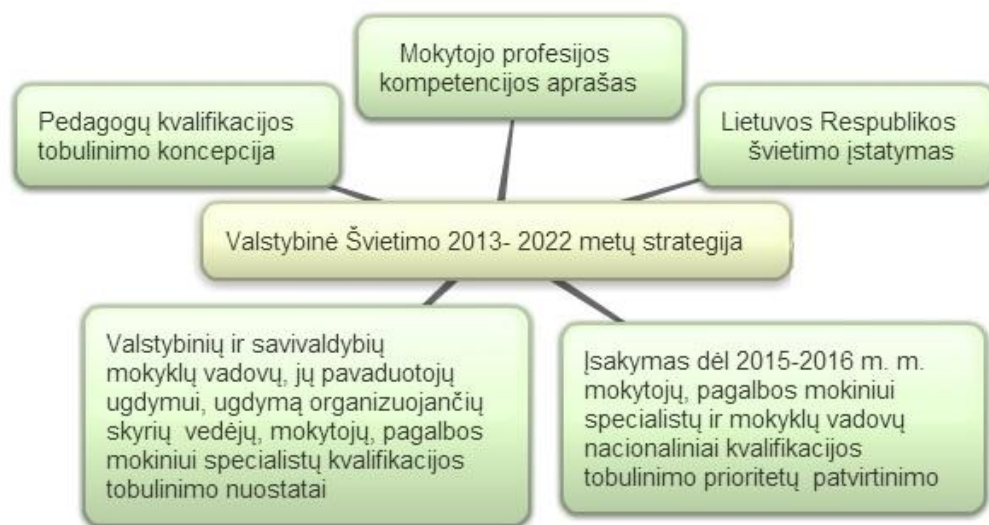 Mokytojo profesijos
kompetencijos aprašas
Pedagogų kvalifikacijos
tobulinimo koncepcija
Lietuvos Respublikos
švietimo įstatymas
Valstybinė Švietimo 2013- 2022 metų strategija
Valstybinių ir savivaldybių
mokyklų vadovų, jų pavaduotojų
ugdymui, ugdymą organizuojančių
skyrių vedėjų, mokytojų, pagalbos
mokiniui specialistų kvalifikacijos
tobulinimo nuostatai
Įsakymas dėl 2015-2016 m. m.
mokytojų, pagalbos mokiniui
specialistų ir mokyklų vadovų
nacionaliniai kvalifikacijos
tobulinimo prioritetų patvirtinimo